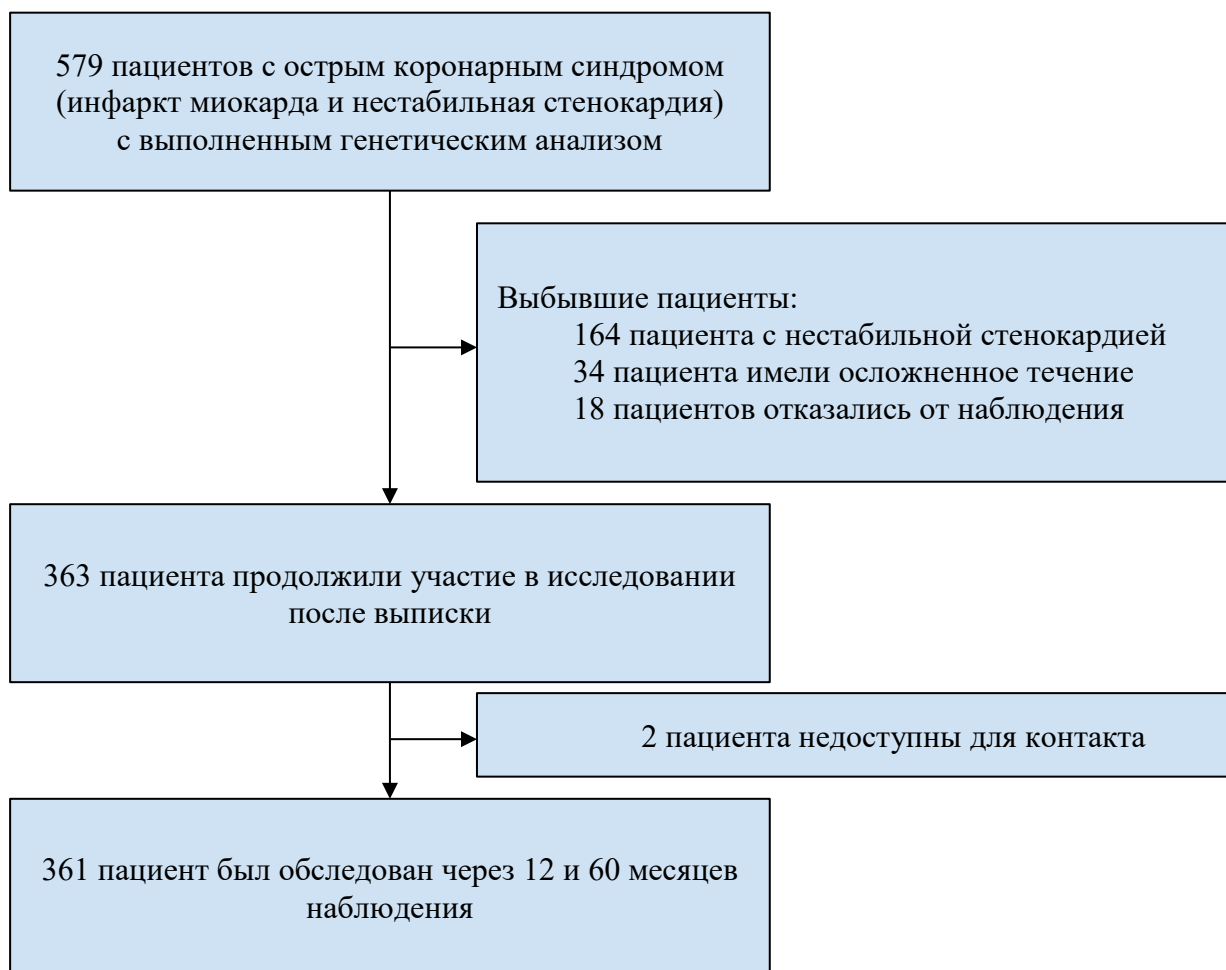 579 пациентов с острым коронарным синдромом
(инфаркт миокарда и нестабильная стенокардия)
с выполненным генетическим анализом
Выбывшие пациенты:
164 пациента с нестабильной стенокардией
34 пациента имели осложненное течение
18 пациентов отказались от наблюдения
363 пациента продолжили участие в исследовании
после выписки
2 пациента недоступны для контакта
361 пациент был обследован через 12 и 60 месяцев
наблюдения